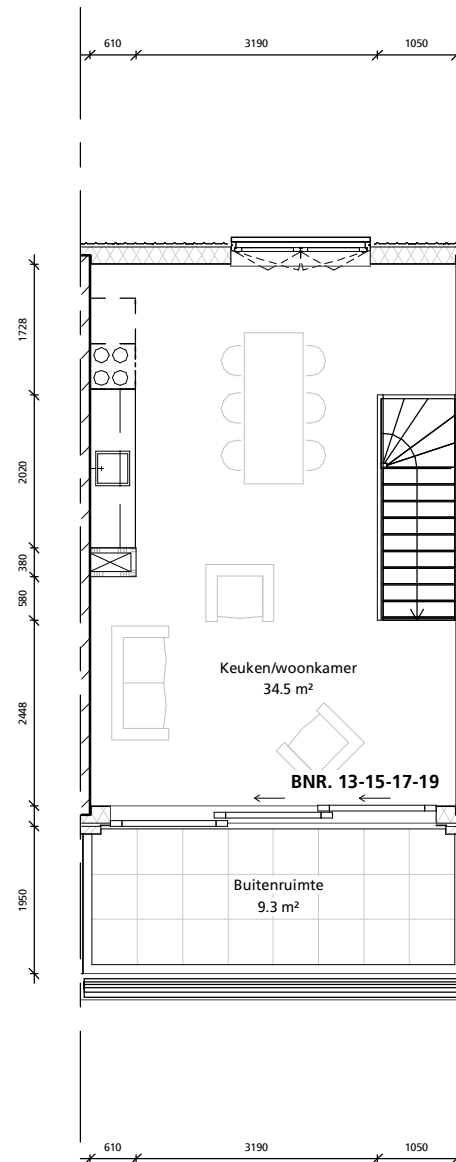 610 3190 1050
1728
2020
380
580
2448
1950
Keuken/woonkamer
34.5 m²
BNR. 13-15-17-19
Buitenruimte
9.3 m²
610 3190 1050